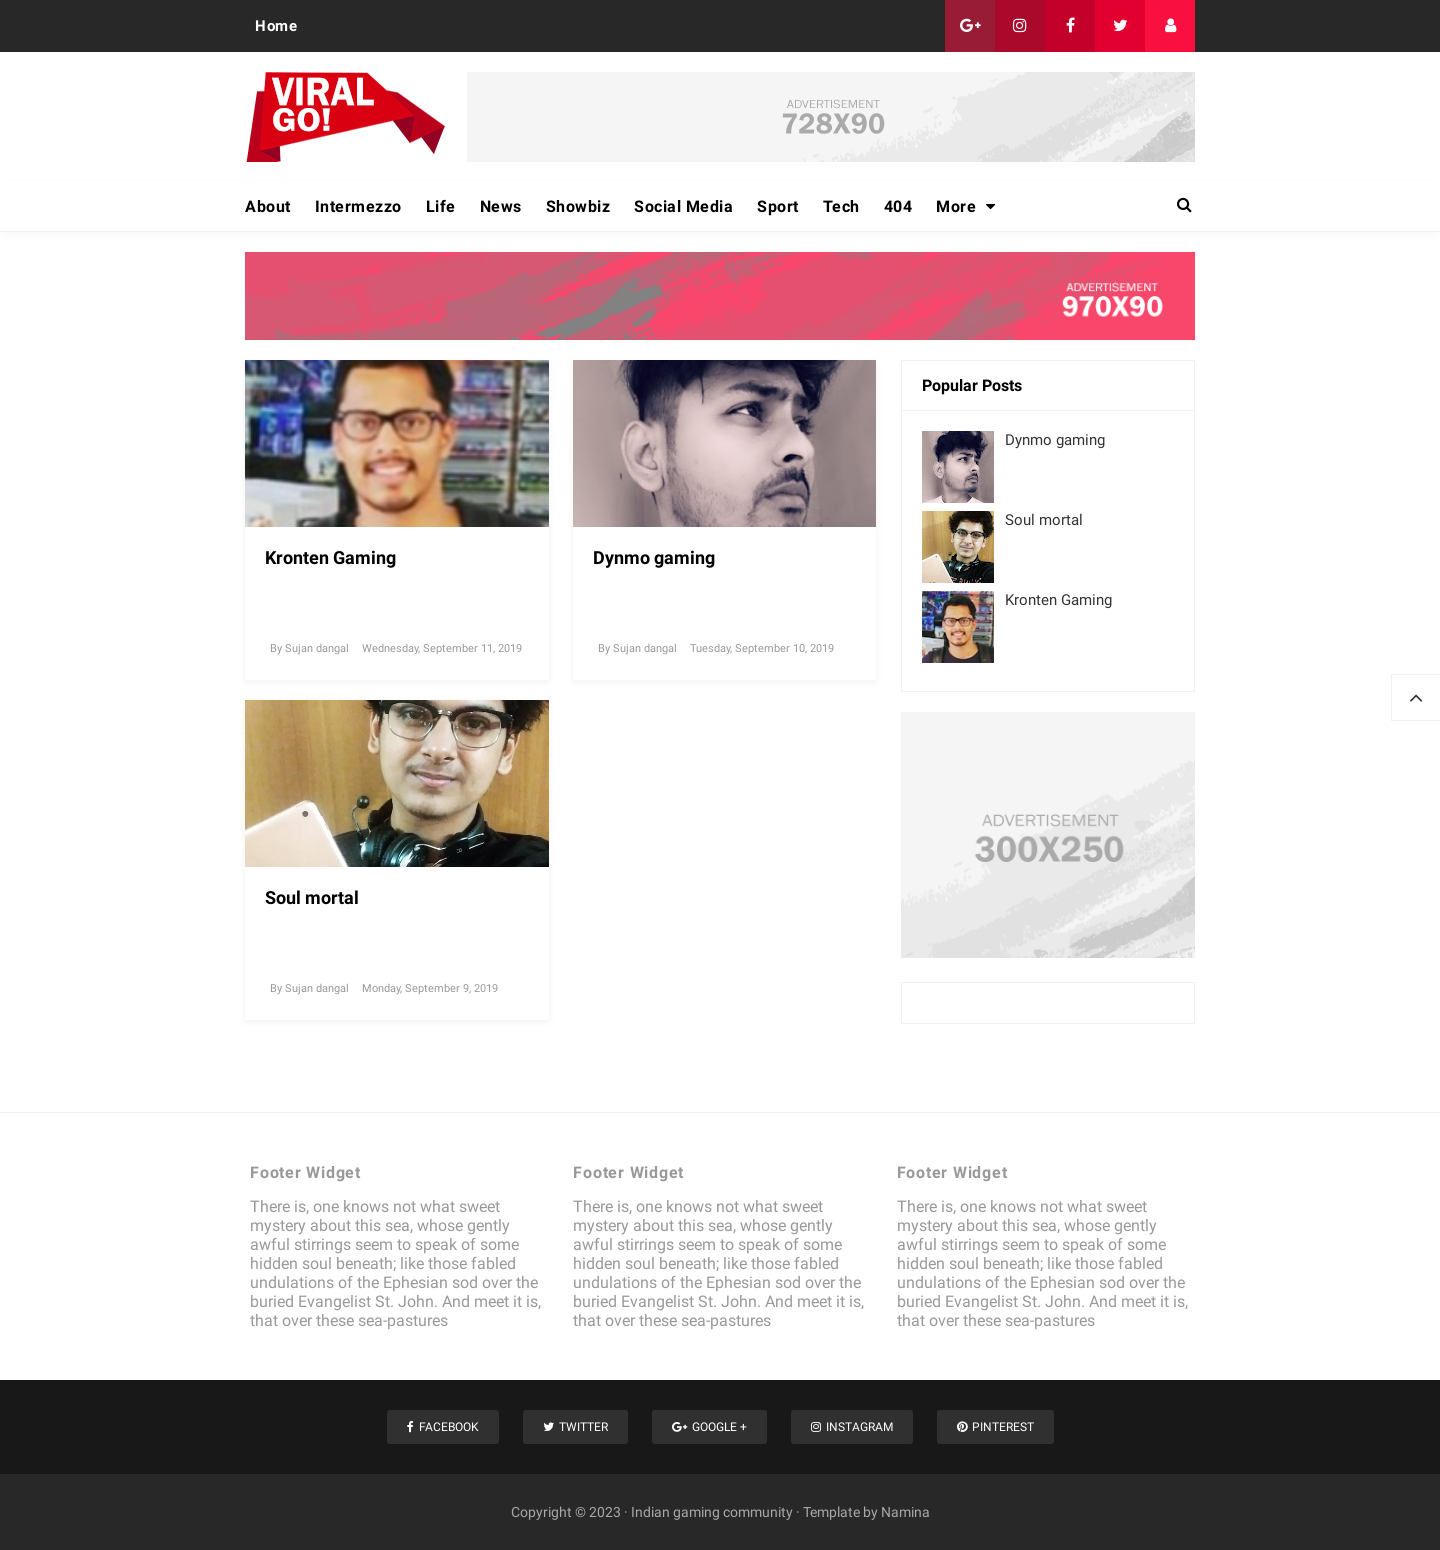 Home
VIRAL
GO!
ADVERTISEMENT
728X90
About Intermezzo Life News Showbiz Social Media Sport Tech 404 More
ADVERTISEMENT
970X90
Kronten Gaming
By Sujan dangal Wednesday, September 11, 2019
Dynmo gaming
By Sujan dangal Tuesday, September 10, 2019
Soul mortal
By Sujan dangal Monday, September 9, 2019
Popular Posts
Dynmo gaming
Soul mortal
Kronten Gaming
ADVERTISEMENT
300X250
Footer Widget
There is, one knows not what sweet
mystery about this sea, whose gently
awful stirrings seem to speak of some
hidden soul beneath; like those fabled
undulations of the Ephesian sod over the
buried Evangelist St. John. And meet it is,
that over these sea-pastures
Footer Widget
There is, one knows not what sweet
mystery about this sea, whose gently
awful stirrings seem to speak of some
hidden soul beneath; like those fabled
undulations of the Ephesian sod over the
buried Evangelist St. John. And meet it is,
that over these sea-pastures
Footer Widget
There is, one knows not what sweet
mystery about this sea, whose gently
awful stirrings seem to speak of some
hidden soul beneath; like those fabled
undulations of the Ephesian sod over the
buried Evangelist St. John. And meet it is,
that over these sea-pastures
FACEBOOK TWITTER GOOGLE + INSTAGRAM PINTEREST
Copyright © 2023 · Indian gaming community · Template by Namina